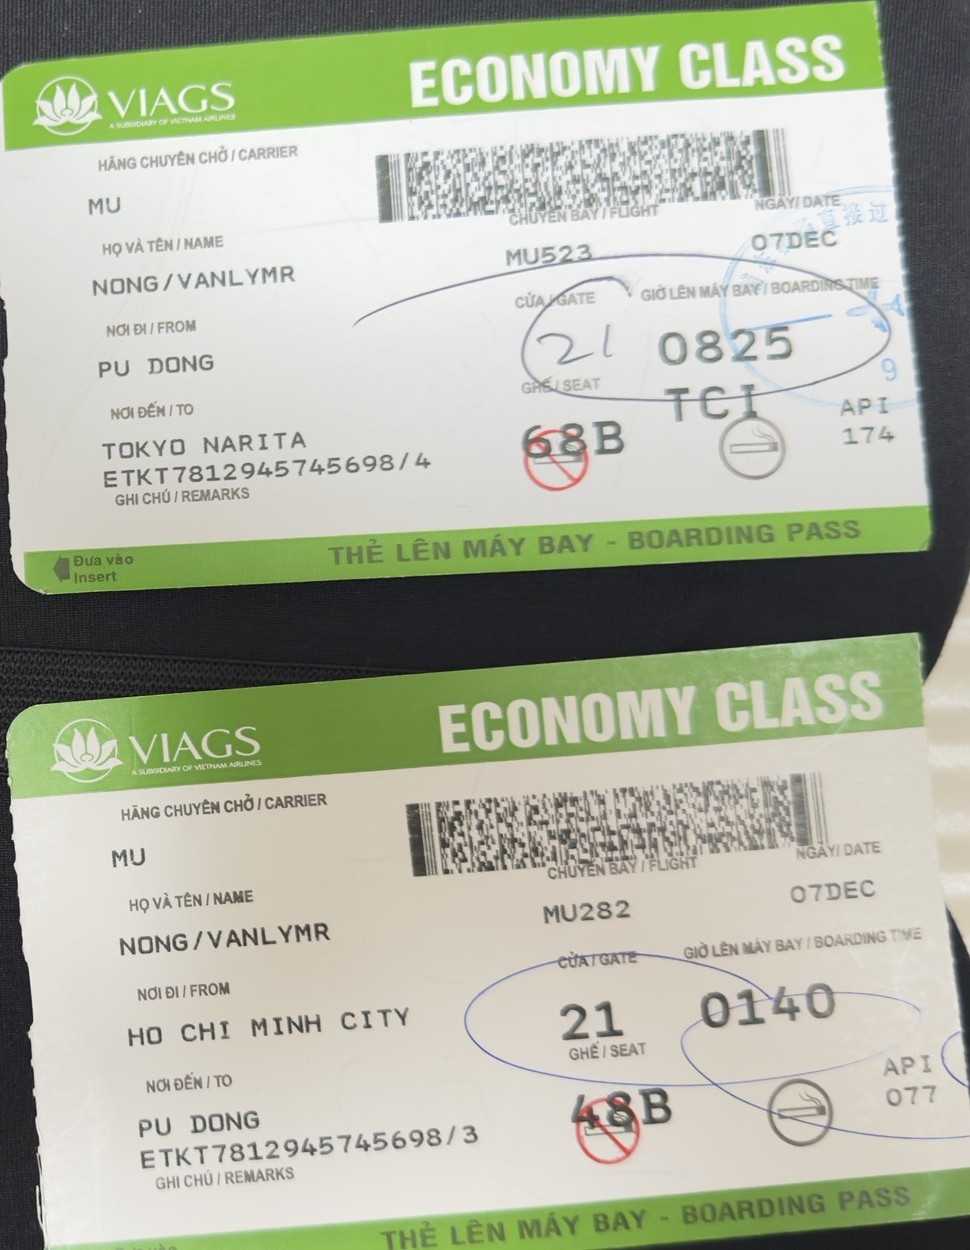 VIAGS
A SUBSIDIARY OF VIETNAM AIRLINES
ECONOMY CLASS
HÃNG CHUYÊN CHỞ / CARRIER
MU
CHUYẾN BAY / FLIGHT
NGÀY / DATE
HỌ VÀ TÊN / NAME
MU523
07DEC
NONG/VANLYMR
CỬA / GATE
GIỜ LÊN MÁY BAY / BOARDING TIME
NƠI ĐI / FROM
21
0825
PU DONG
GHẾ / SEAT
TCI
9
NƠI ĐẾN / TO
68B
API
174
TOKYO NARITA
ETKT7812945745698/4
GHI CHÚ / REMARKS
Đưa vào
Insert
THẺ LÊN MÁY BAY - BOARDING PASS
直接过
VIAGS
A SUBSIDIARY OF VIETNAM AIRLINES
ECONOMY CLASS
HÃNG CHUYÊN CHỞ / CARRIER
MU
CHUYẾN BAY / FLIGHT
NGÀY / DATE
HỌ VÀ TÊN / NAME
MU282
07DEC
NONG/VANLYMR
CỬA / GATE
GIỜ LÊN MÁY BAY / BOARDING TIME
NƠI ĐI / FROM
21
0140
HO CHI MINH CITY
GHẾ / SEAT
NƠI ĐẾN / TO
48B
API
077
PU DONG
ETKT7812945745698/3
GHI CHÚ / REMARKS
THẺ LÊN MÁY BAY - BOARDING PASS